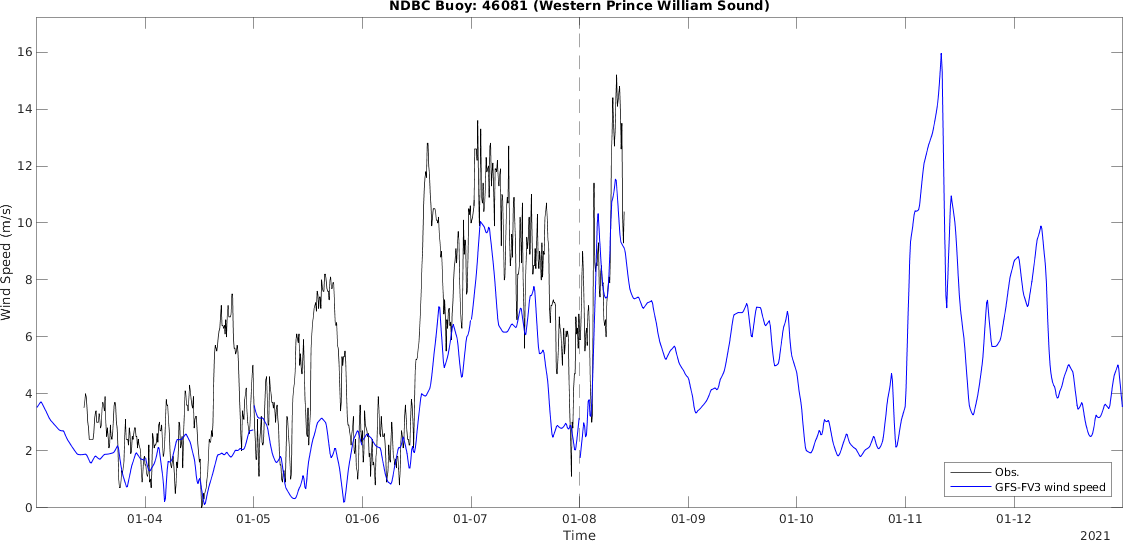 NDBC Buoy: 46081 (Western Prince William Sound)
16
14
12
10
8
6
4
2
0
Wind Speed (m/s)
01-04 01-05 01-06 01-07 01-08 01-09 01-10 01-11 01-12
Time
2021
Obs.
GFS-FV3 wind speed